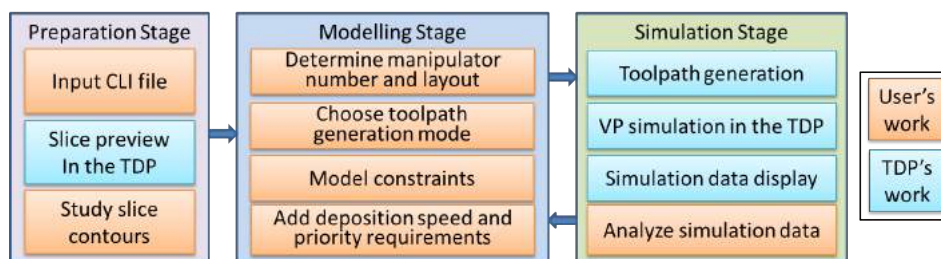 Preparation Stage
Input CLI file
Slice preview
In the TDP
Study slice
contours
Modelling Stage
Determine manipulator
number and layout
Choose toolpath
generation mode
Model constraints
Add deposition speed and
priority requirements
Simulation Stage
Toolpath generation
VP simulation in the TDP
Simulation data display
Analyze simulation data
User's
work
TDP's
work